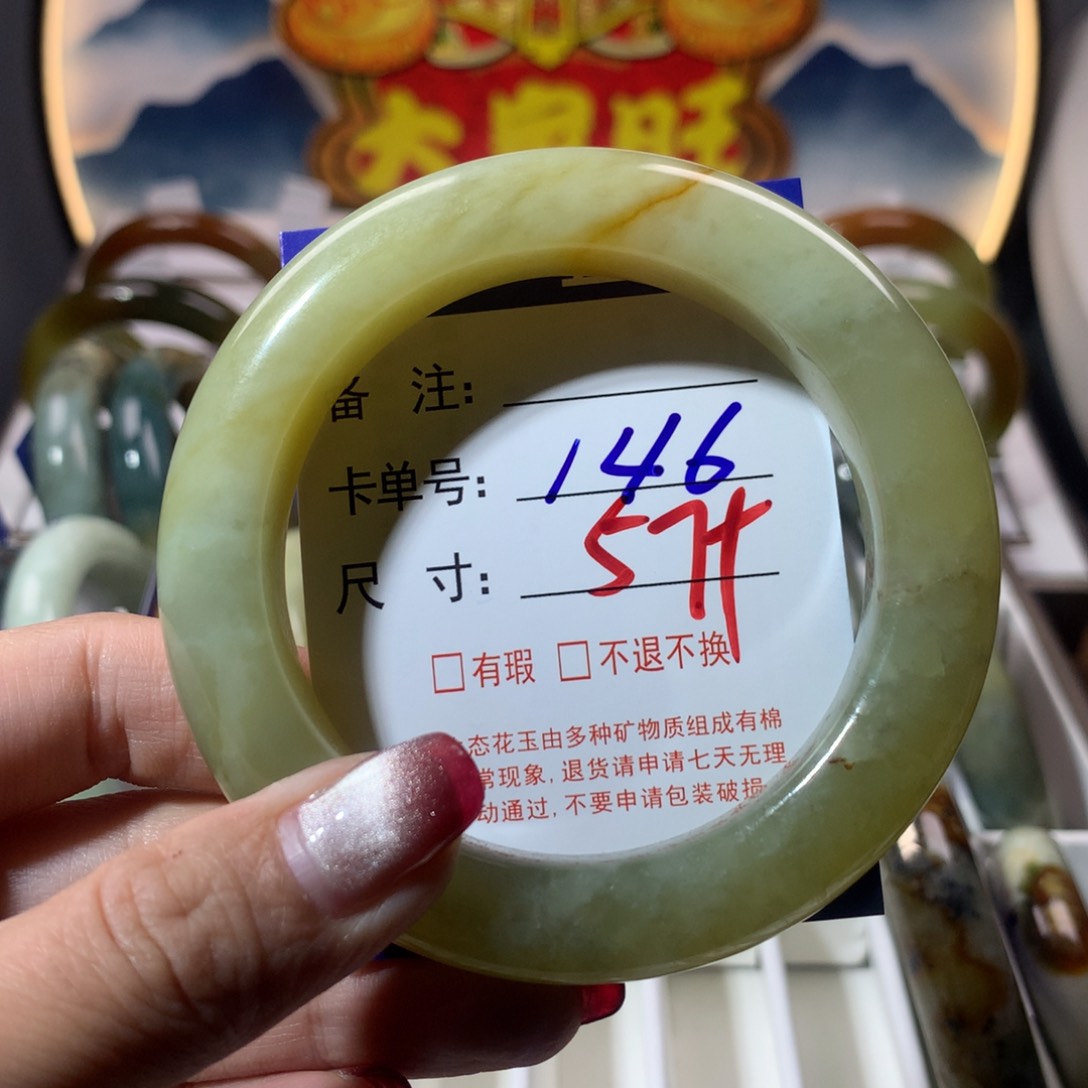 大家旺
备 注:
卡单号: 146
尺 寸: 57
□有瑕 □不退不换
态花玉由多种矿物质组成有棉
常现象,退货请申请七天无理
动通过,不要申请包装破损